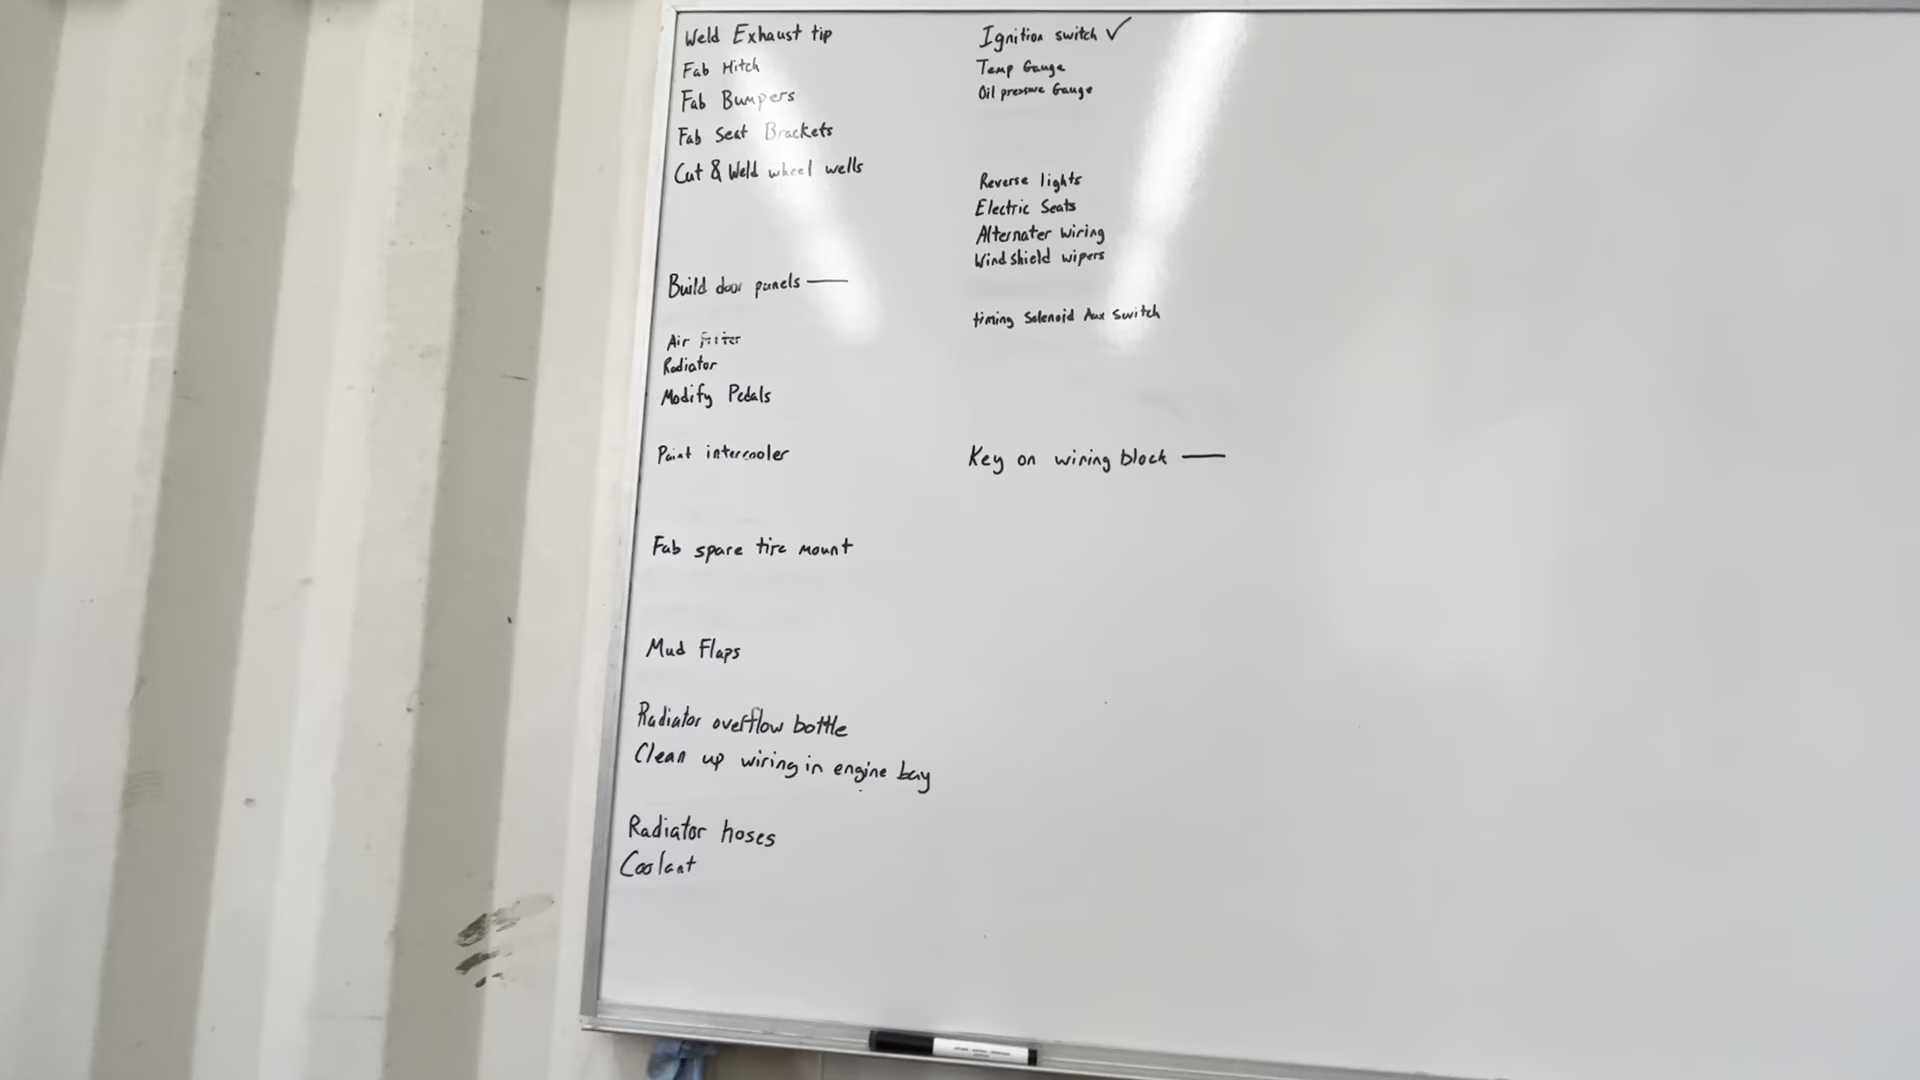 Weld Exhaust tip
Fab Hitch
Fab Bumpers
Fab Seat Brackets
Cut & Weld wheel wells
Build door panels —
Air Filter
Radiator
Modify Pedals
Paint intercooler
Fab spare tire mount
Mud Flaps
Radiator overflow bottle
Clean up wiring in engine bay
Radiator hoses
Coolant
Ignition switch ✓
Temp Gauge
Oil pressure Gauge
Reverse lights
Electric Seats
Alternater wiring
Windshield wipers
timing Solenoid Aux Switch
Key on wiring block —